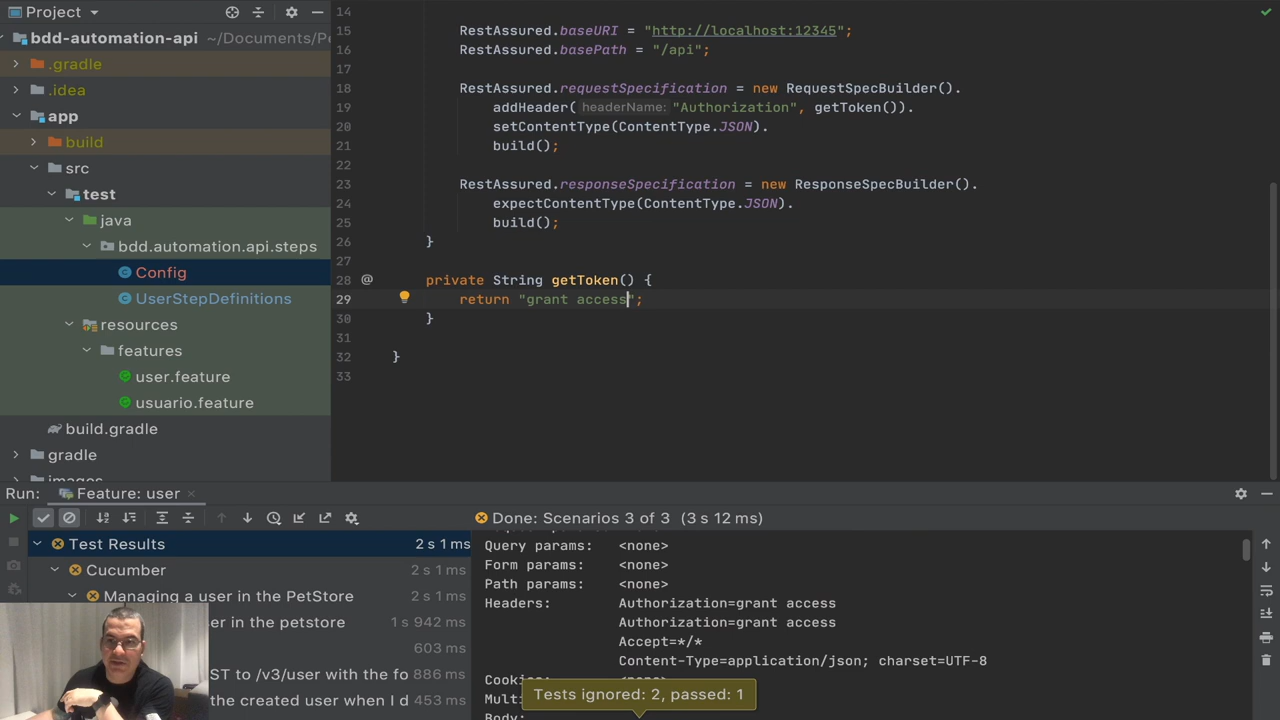 Project
bdd-automation-api ~/Documents/P
.gradle
.idea
app
build
src
test
java
bdd.automation.api.steps
Config
UserStepDefinitions
resources
features
user.feature
usuario.feature
build.gradle
gradle
images
14
15 RestAssured.baseURI = "http://localhost:12345";
16 RestAssured.basePath = "/api";
17
18 RestAssured.requestSpecification = new RequestSpecBuilder().
19 addHeader( headerName: "Authorization", getToken()).
20 setContentType(ContentType.JSON).
21 build();
22
23 RestAssured.responseSpecification = new ResponseSpecBuilder().
24 expectContentType(ContentType.JSON).
25 build();
26 }
27
28 @ private String getToken() {
29 return "grant access";
30 }
31
32 }
33
Run: Feature: user
Done: Scenarios 3 of 3 (3 s 12 ms)
Test Results 2 s 1 ms
Cucumber 2 s 1 ms
Managing a user in the PetStore 2 s 1 ms
er in the petstore 1 s 942 ms
603 ms
ST to /v3/user with the fo 886 ms
the created user when I d 453 ms
Query params: <none>
Form params: <none>
Path params: <none>
Headers: Authorization=grant access
Authorization=grant access
Accept=*/*
Content-Type=application/json; charset=UTF-8
Cookies: <none>
Multi
Body:
Tests ignored: 2, passed: 1